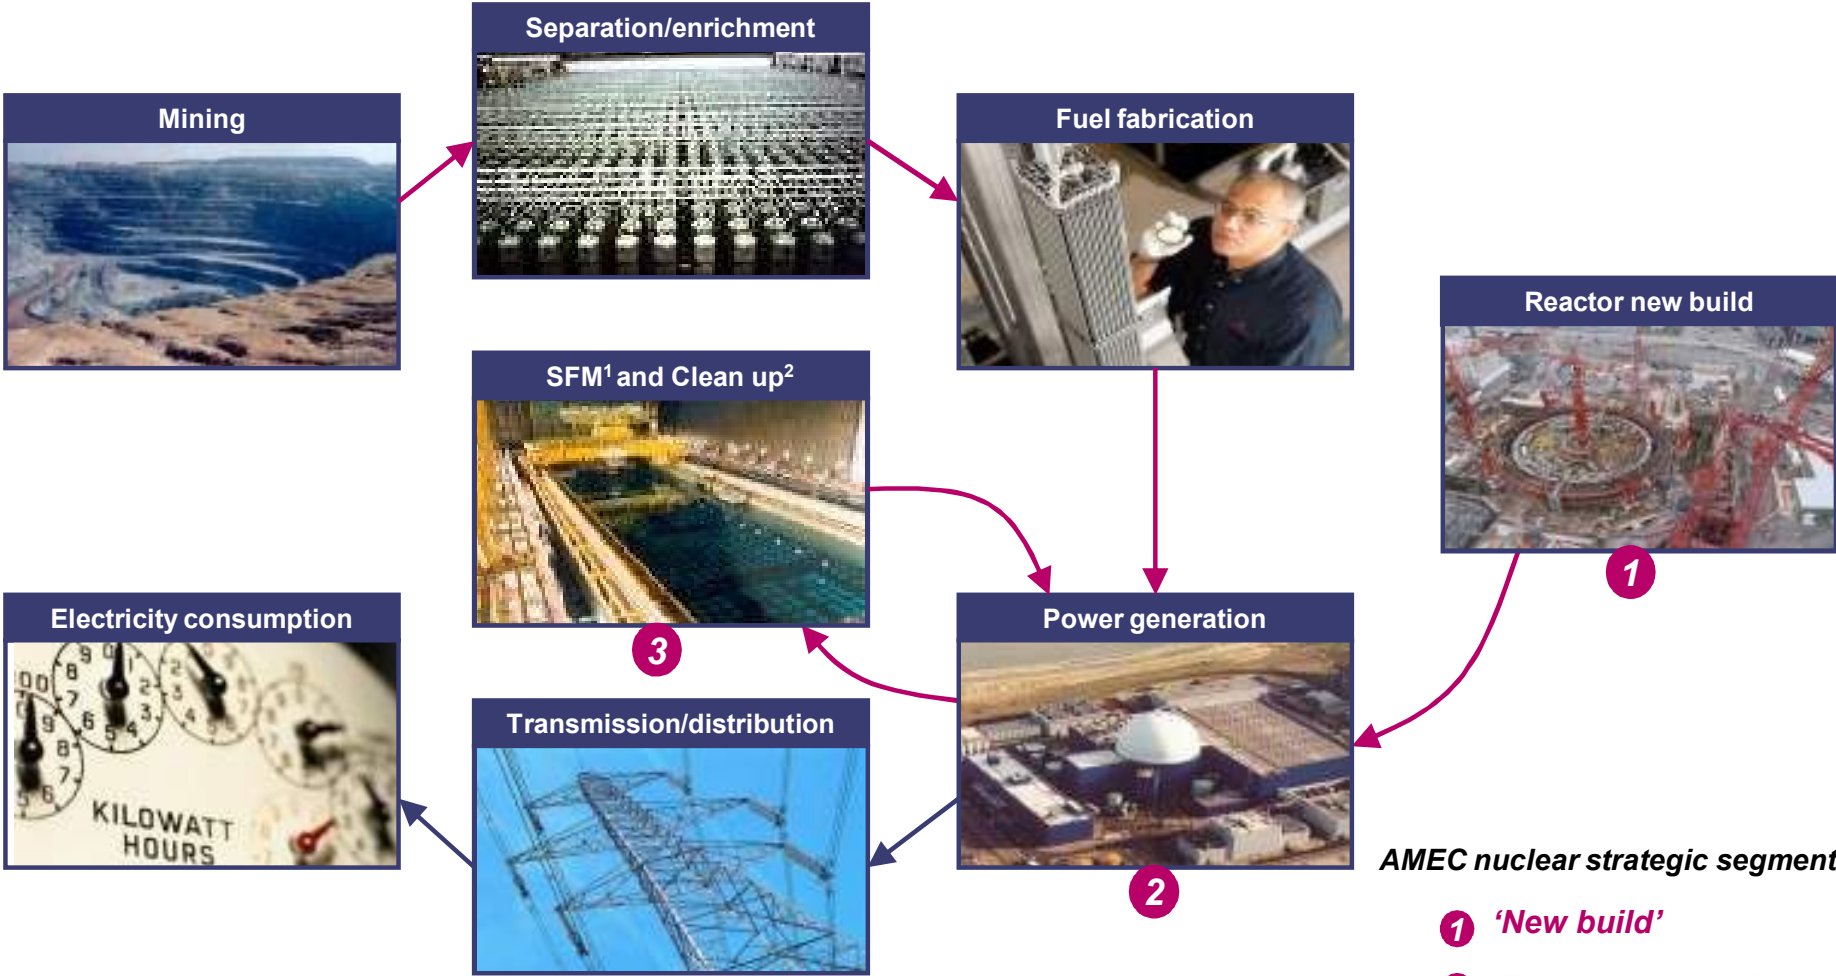 Separation/enrichment
Mining
Fuel fabrication
Reactor new build
SFM¹ and Clean up²
1
Electricity consumption
Power generation
3
Transmission/distribution
KILOWATT
HOURS
2
AMEC nuclear strategic segment
1 ‘New build’